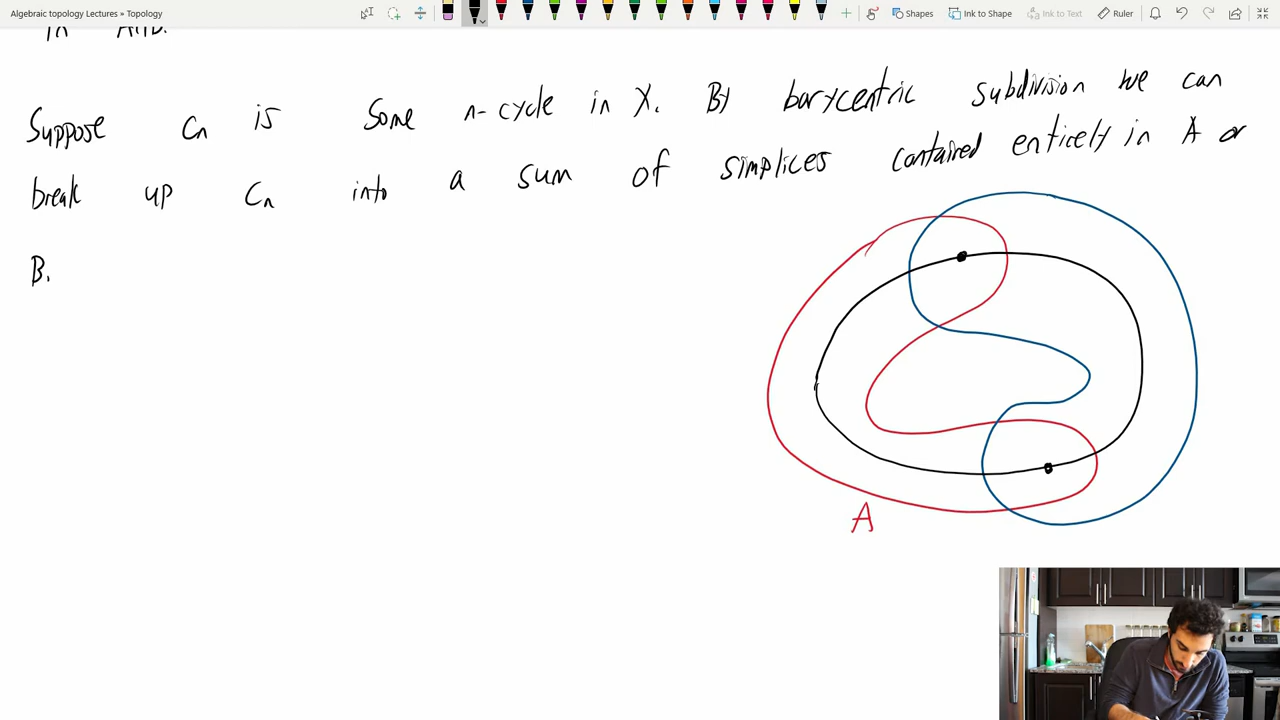 Algebraic topology Lectures » Topology
Shapes
Ink to Shape
Ink to Text
Ruler
in A∩B.
Suppose Cn is some n-cycle in X. By barycentric subdivision we can
break up Cn into a sum of simplices contained entirely in A or
B.
A